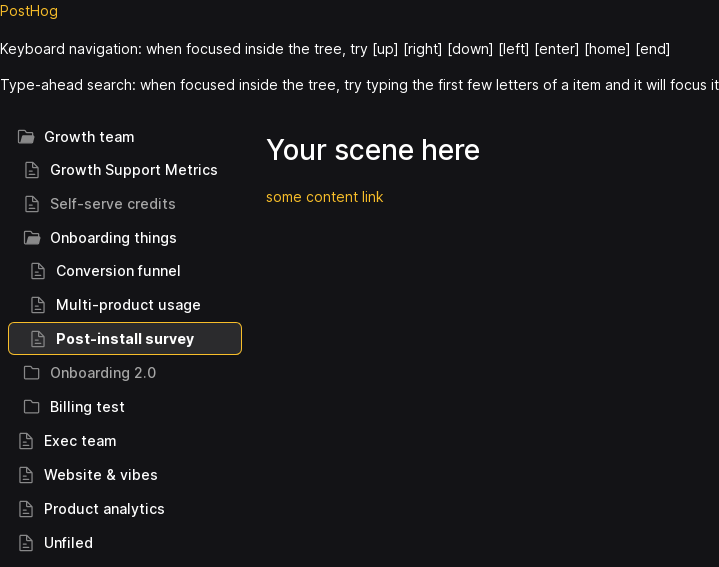 PostHog
Keyboard navigation: when focused inside the tree, try [up] [right] [down] [left] [enter] [home] [end]
Type-ahead search: when focused inside the tree, try typing the first few letters of a item and it will focus it
Growth team
Growth Support Metrics
Self-serve credits
Onboarding things
Conversion funnel
Multi-product usage
Post-install survey
Onboarding 2.0
Billing test
Exec team
Website & vibes
Product analytics
Unfiled
Your scene here
some content link